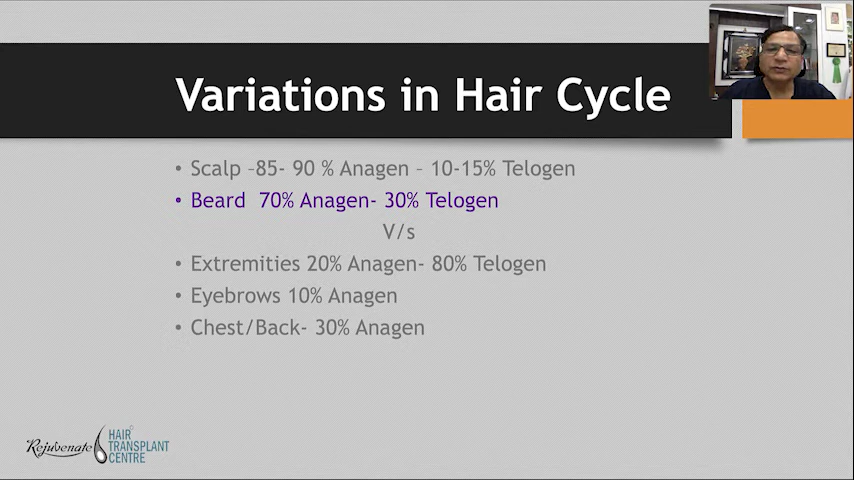 Variations in Hair Cycle
• Scalp –85- 90 % Anagen – 10-15% Telogen
• Beard  70% Anagen- 30% Telogen
V/s
• Extremities 20% Anagen- 80% Telogen
• Eyebrows 10% Anagen
• Chest/Back- 30% Anagen
Rejuvenate
HAIR
TRANSPLANT
CENTRE